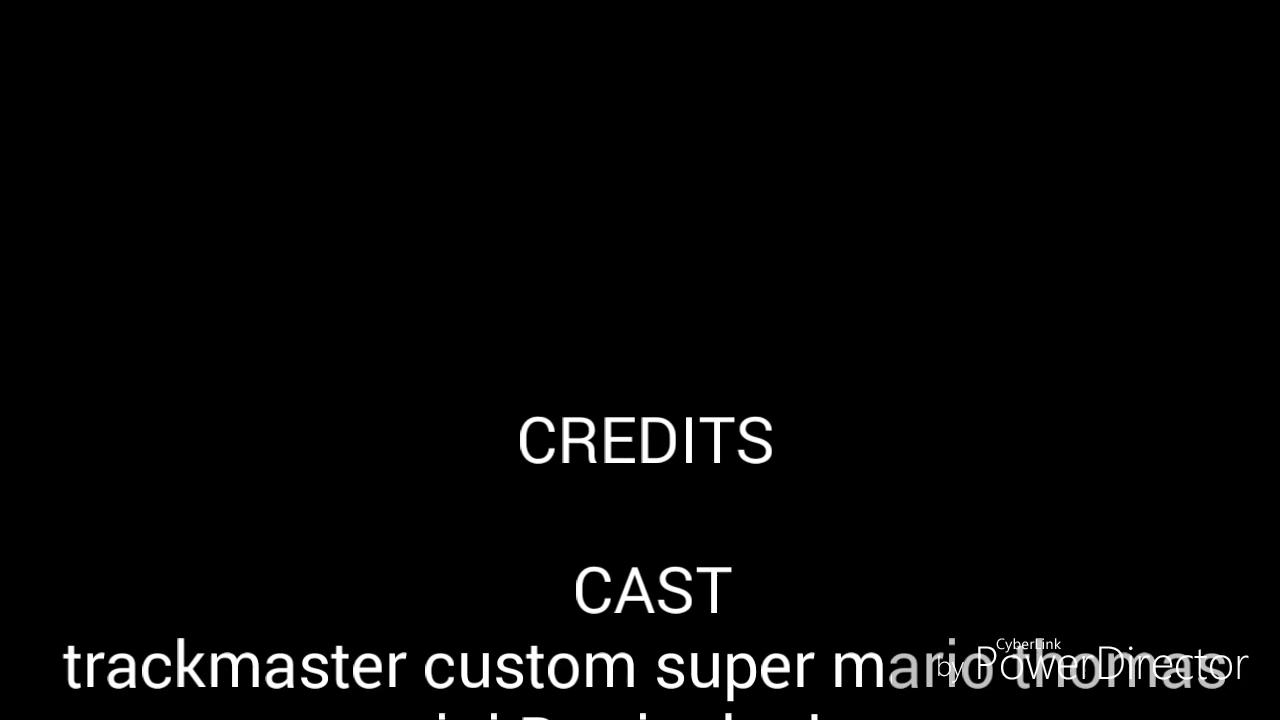 CREDITS
CAST
trackmaster custom super mario thomas
CyberLink
by PowerDirector